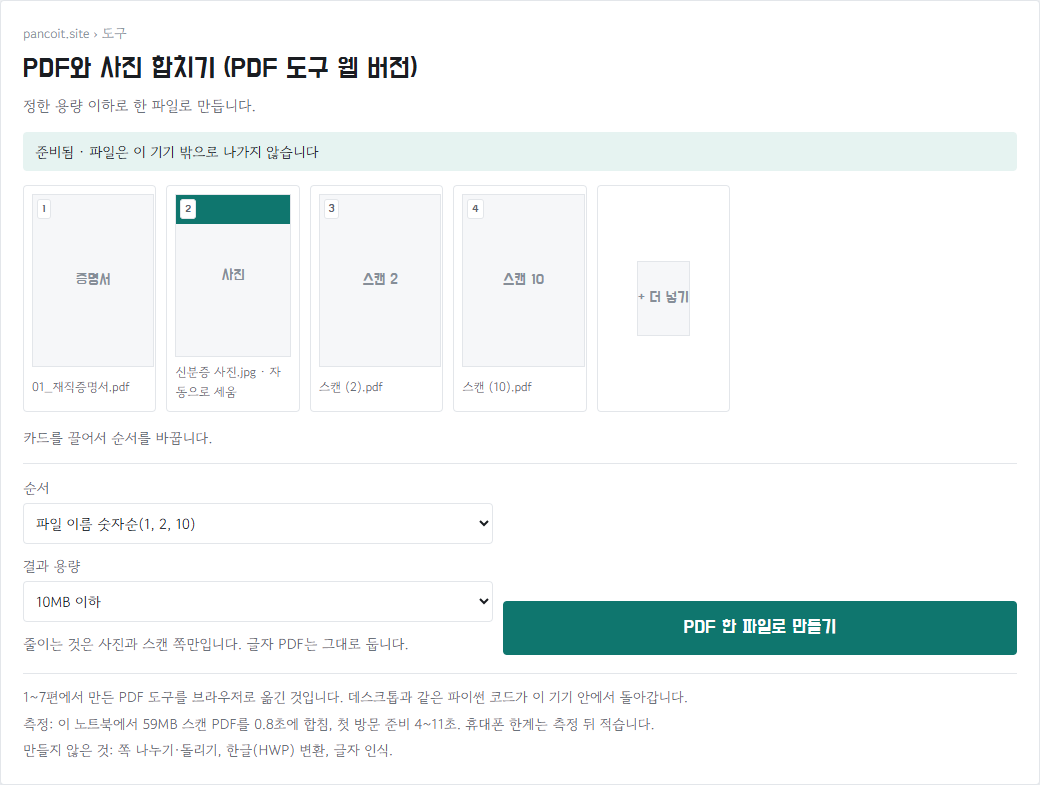 pancoit.site › 도구
PDF와 사진 합치기 (PDF 도구 웹 버전)
정한 용량 이하로 한 파일로 만듭니다.
준비됨 · 파일은 이 기기 밖으로 나가지 않습니다
1
증명서
01_재직증명서.pdf
2
사진
신분증 사진.jpg · 자
동으로 세움
3
스캔 2
스캔 (2).pdf
4
스캔 10
스캔 (10).pdf
+ 더 넣기
카드를 끌어서 순서를 바꿉니다.
순서
파일 이름 숫자순(1, 2, 10)
결과 용량
10MB 이하
줄이는 것은 사진과 스캔 쪽만입니다. 글자 PDF는 그대로 둡니다.
PDF 한 파일로 만들기
1~7편에서 만든 PDF 도구를 브라우저로 옮긴 것입니다. 데스크톱과 같은 파이썬 코드가 이 기기 안에서 돌아갑니다.
측정: 이 노트북에서 59MB 스캔 PDF를 0.8초에 합침, 첫 방문 준비 4~11초. 휴대폰 한계는 측정 뒤 적습니다.
만들지 않은 것: 쪽 나누기·돌리기, 한글(HWP) 변환, 글자 인식.